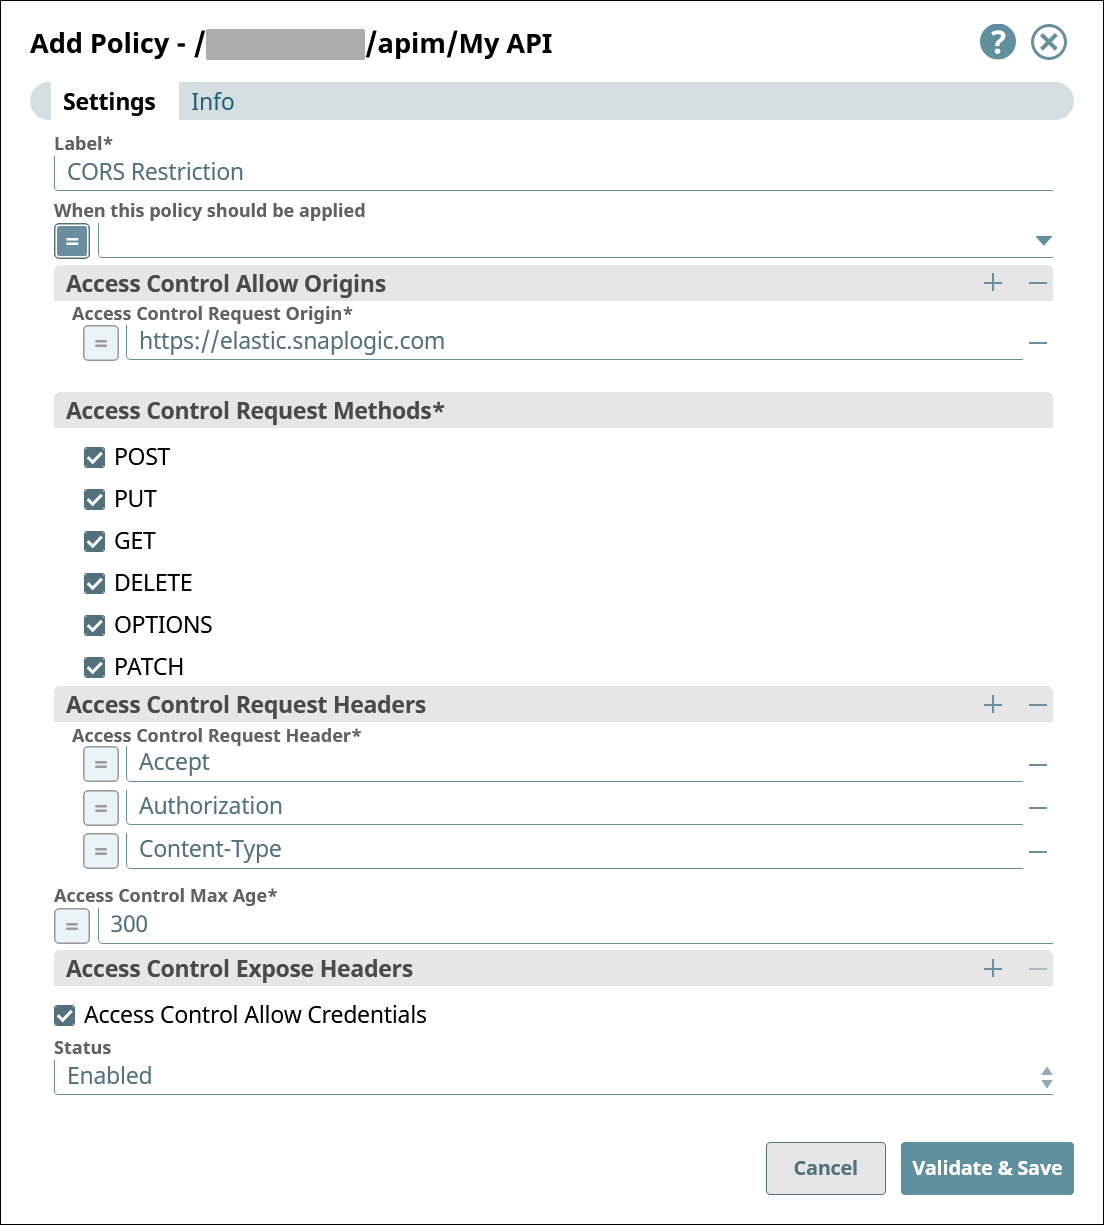 Add Policy - / /apim/My API
?
Settings Info
Label*
CORS Restriction
When this policy should be applied
=
Access Control Allow Origins + −
Access Control Request Origin*
= https://elastic.snaplogic.com −
Access Control Request Methods*
POST
PUT
GET
DELETE
OPTIONS
PATCH
Access Control Request Headers + −
Access Control Request Header*
= Accept −
= Authorization −
= Content-Type −
Access Control Max Age*
= 300
Access Control Expose Headers + −
Access Control Allow Credentials
Status
Enabled
Cancel Validate & Save